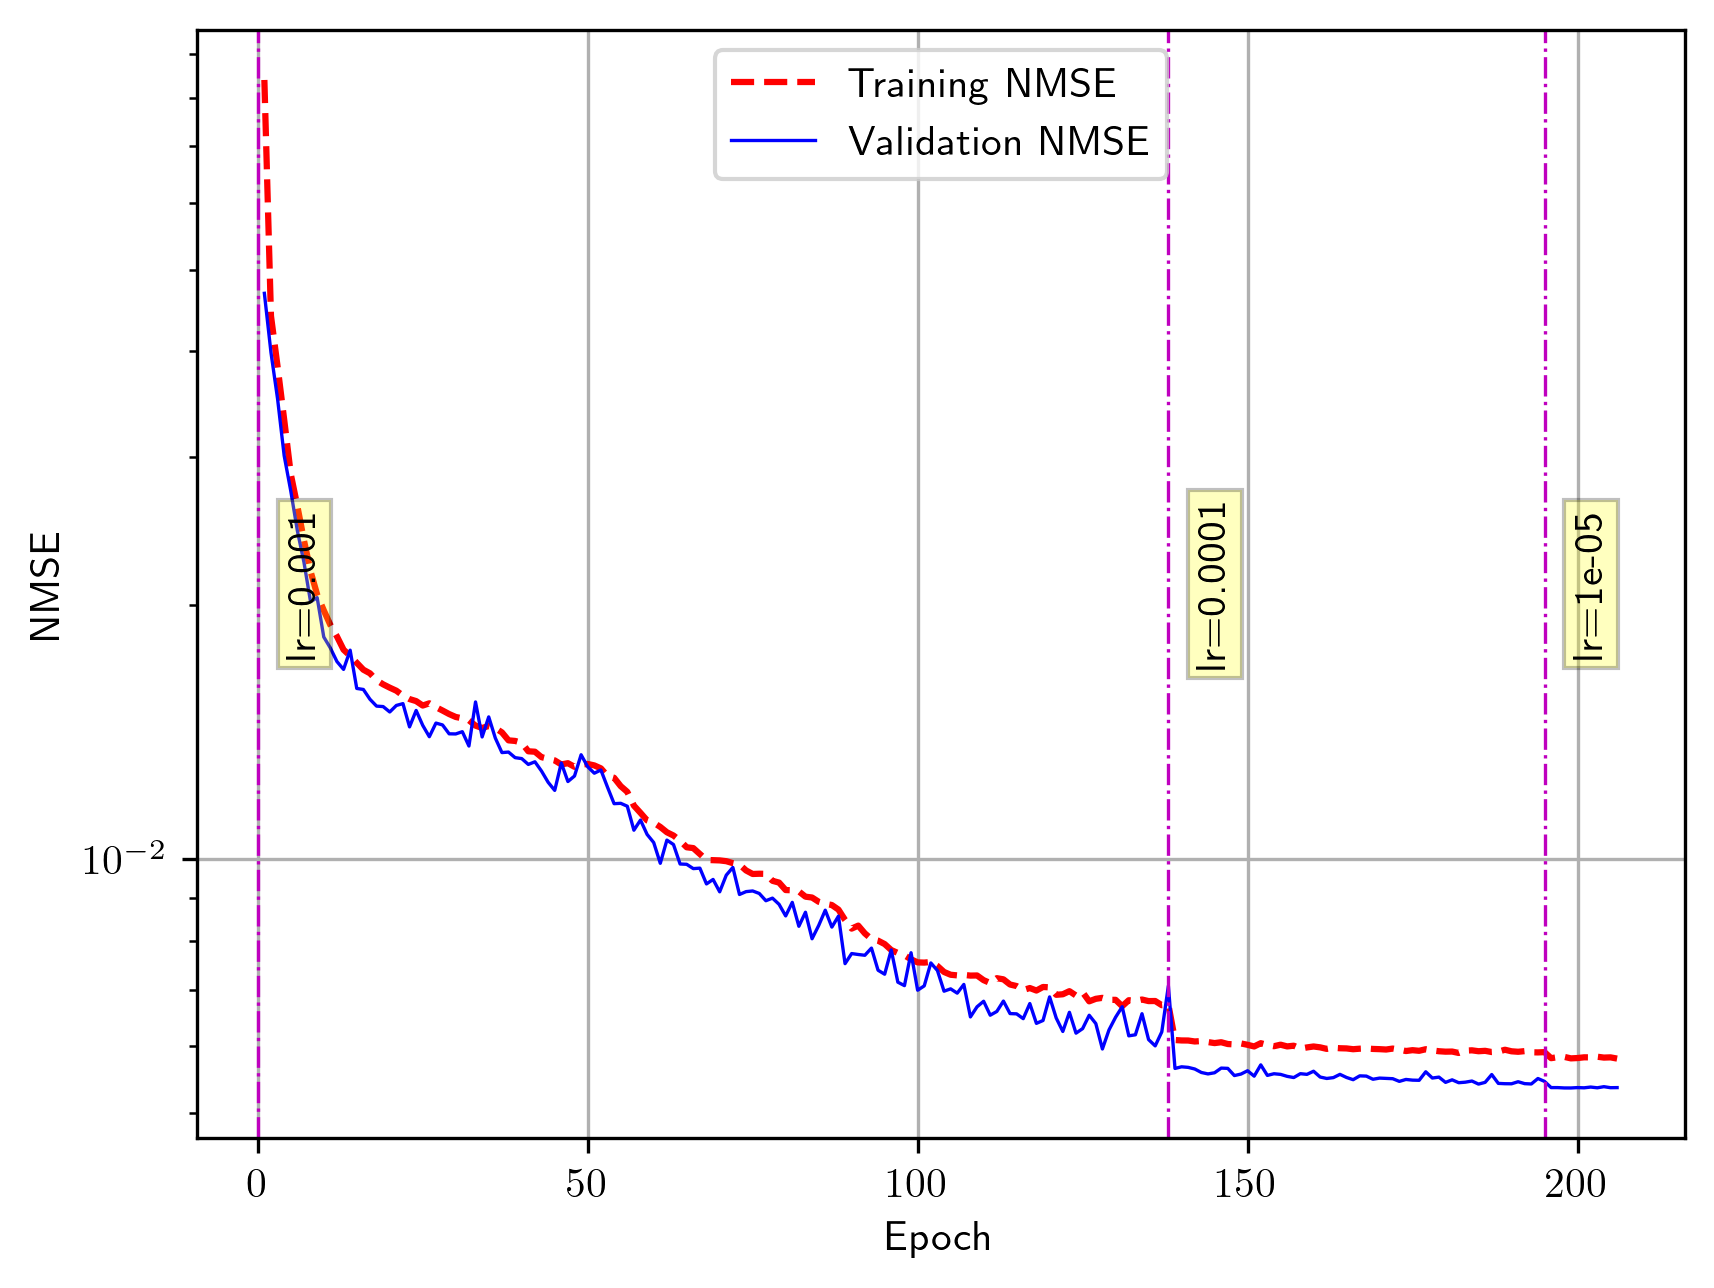 Training NMSE
Validation NMSE
NMSE
lr=0.001
lr=0.0001
lr=1e-05
10⁻²
0 50 100 150 200
Epoch